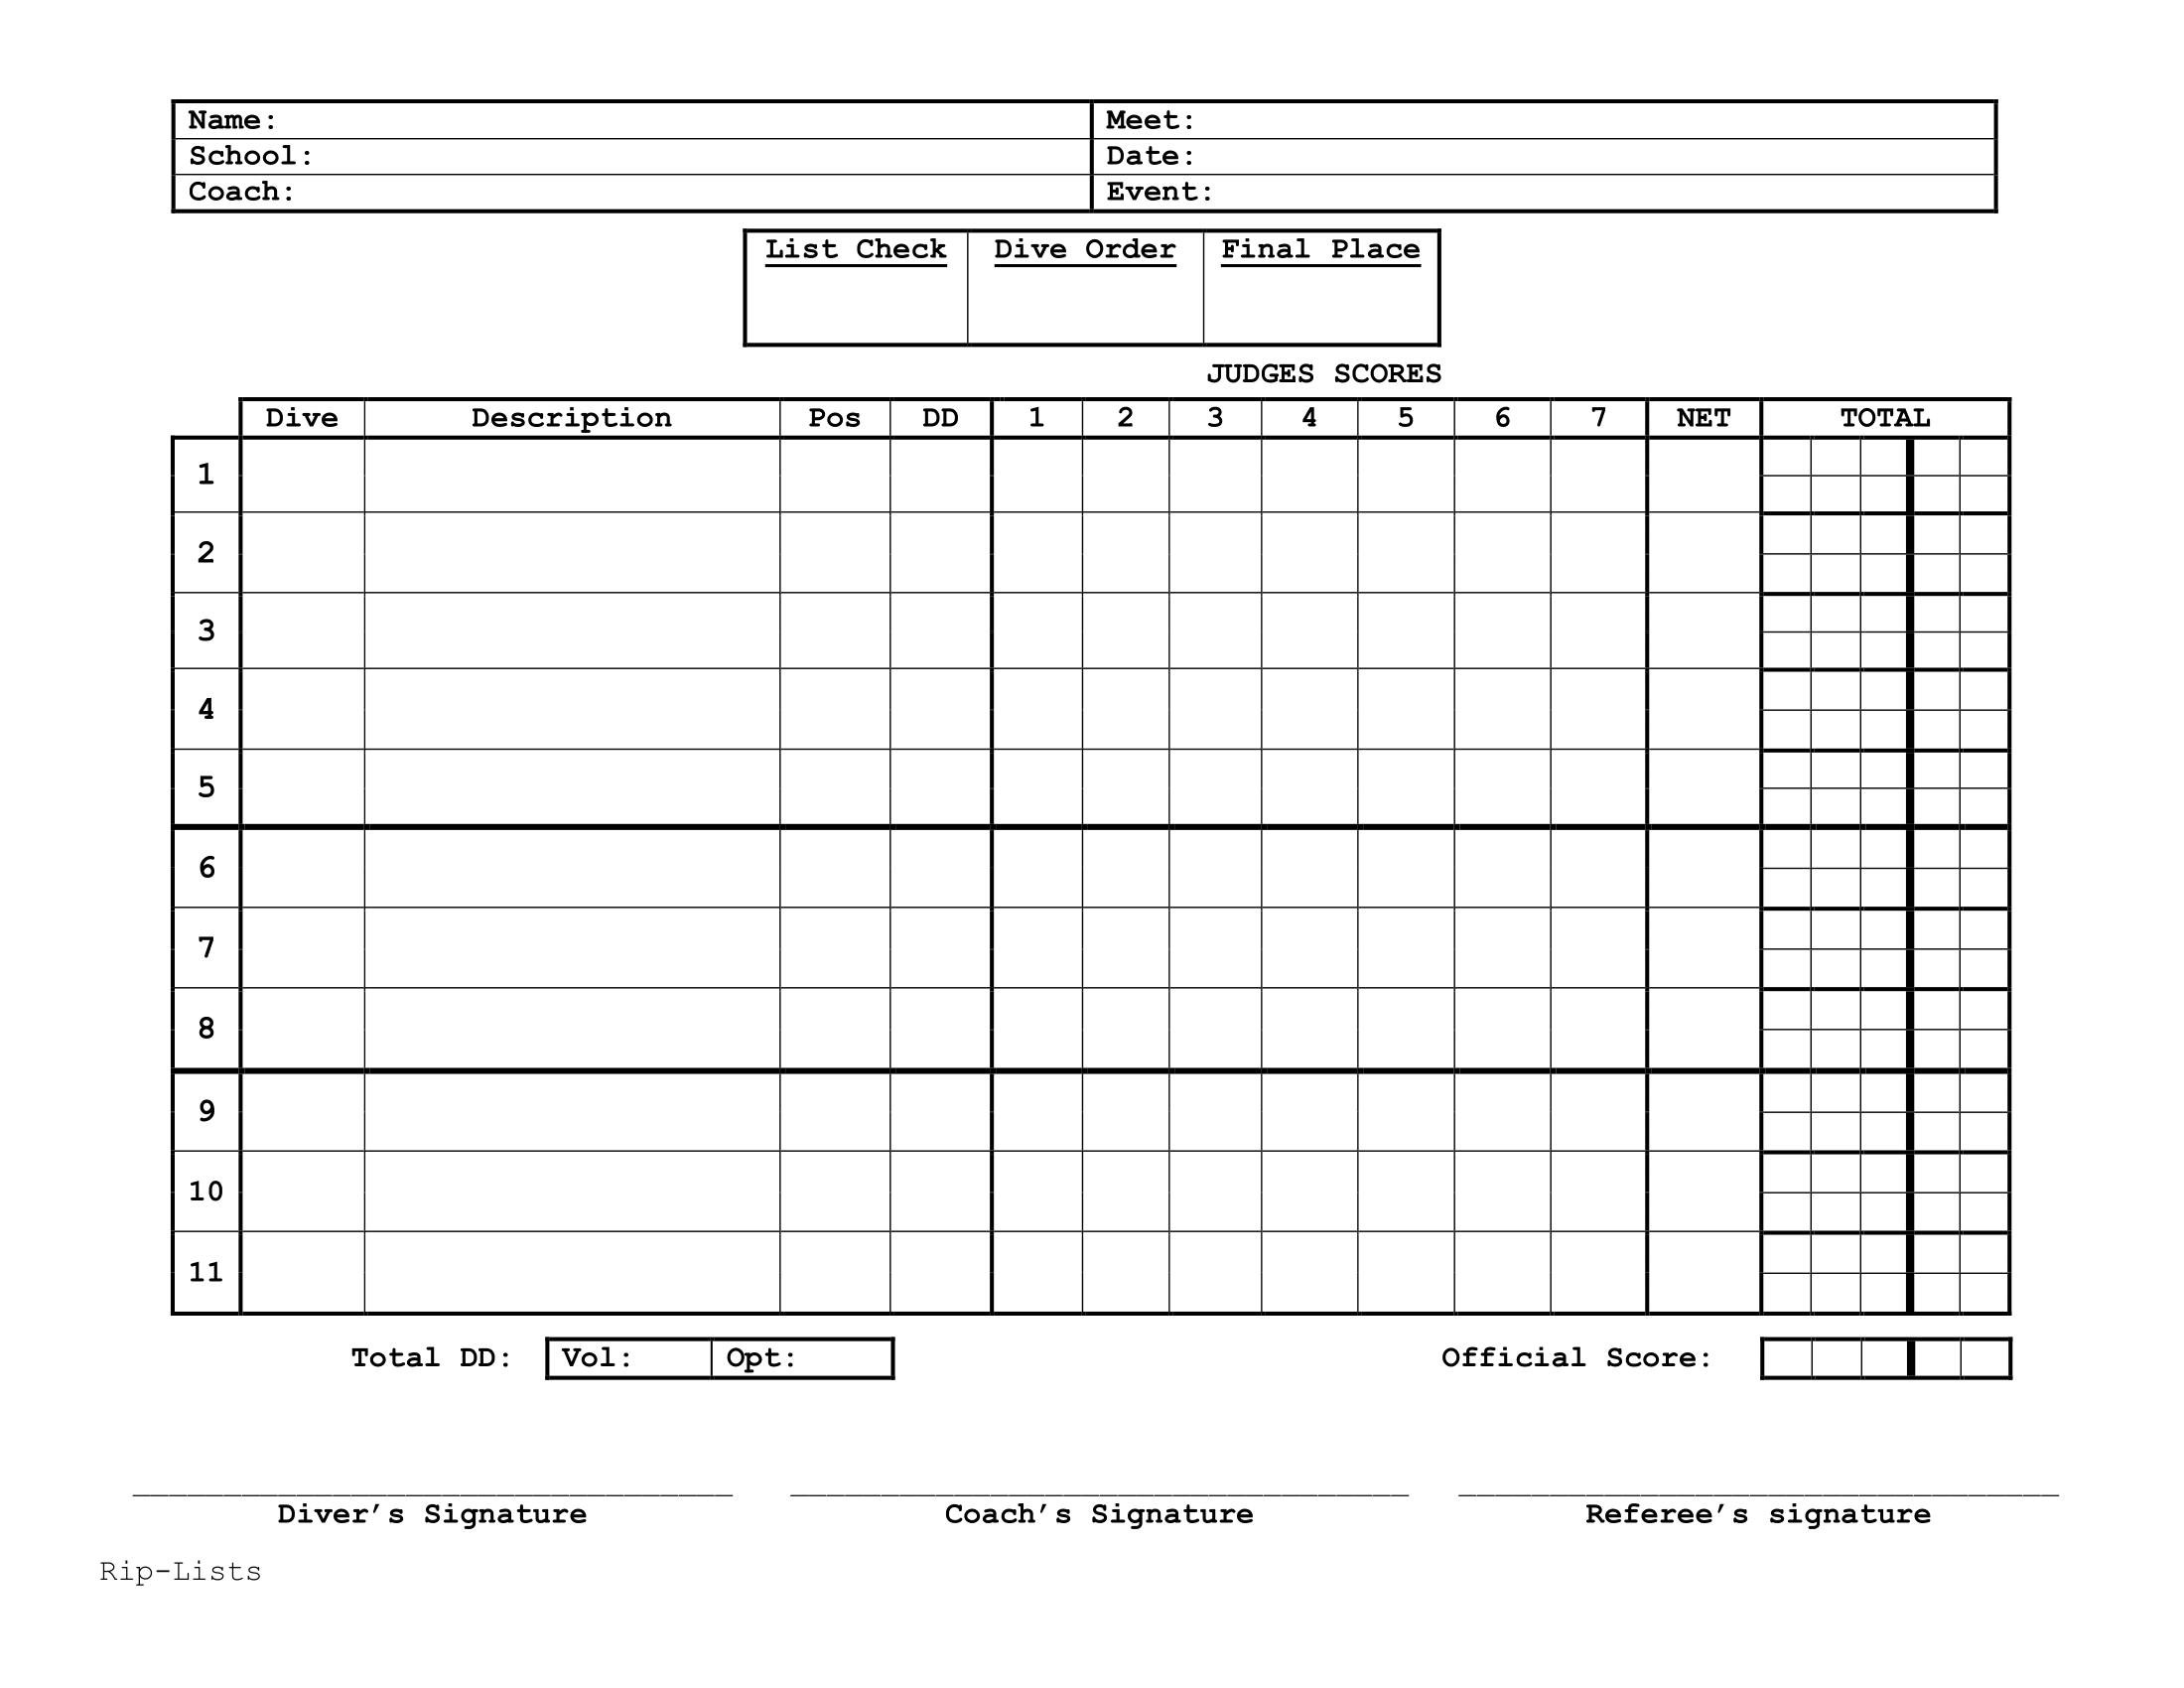 Name: Meet:
School: Date:
Coach: Event:
List Check Dive Order Final Place
JUDGES SCORES
Dive Description Pos DD 1 2 3 4 5 6 7 NET TOTAL
1
2
3
4
5
6
7
8
9
10
11
Total DD: Vol: Opt: Official Score:
Diver’s Signature Coach’s Signature Referee’s signature
Rip-Lists